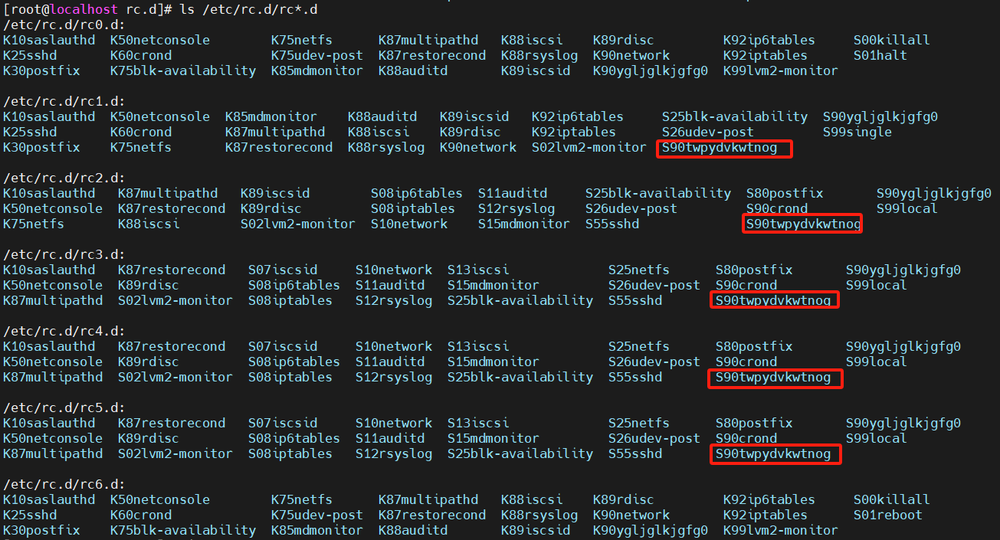 [root@localhost rc.d]# ls /etc/rc.d/rc*.d
/etc/rc.d/rc0.d:
K10saslauthd K50netconsole K75netfs K87multipathd K88iscsi K89rdisc K92ip6tables S00killall
K25sshd K60crond K75udev-post K87restorecond K88rsyslog K90network K92iptables S01halt
K30postfix K75blk-availability K85mdmonitor K88auditd K89iscsid K90ygljglkjgfg0 K99lvm2-monitor
/etc/rc.d/rc1.d:
K10saslauthd K50netconsole K85mdmonitor K88auditd K89iscsid K92ip6tables S25blk-availability S90ygljglkjgfg0
K25sshd K60crond K87multipathd K88iscsi K89rdisc K92iptables S26udev-post S99single
K30postfix K75netfs K87restorecond K88rsyslog K90network S02lvm2-monitor S90twpydvkwtnog
/etc/rc.d/rc2.d:
K10saslauthd K87multipathd K89iscsid S08ip6tables S11auditd S25blk-availability S80postfix S90ygljglkjgfg0
K50netconsole K87restorecond K89rdisc S08iptables S12rsyslog S26udev-post S90crond S99local
K75netfs K88iscsi S02lvm2-monitor S10network S15mdmonitor S55sshd S90twpydvkwtnog
/etc/rc.d/rc3.d:
K10saslauthd K87restorecond S07iscsid S10network S13iscsi S25netfs S80postfix S90ygljglkjgfg0
K50netconsole K89rdisc S08ip6tables S11auditd S15mdmonitor S26udev-post S90crond S99local
K87multipathd S02lvm2-monitor S08iptables S12rsyslog S25blk-availability S55sshd S90twpydvkwtnog
/etc/rc.d/rc4.d:
K10saslauthd K87restorecond S07iscsid S10network S13iscsi S25netfs S80postfix S90ygljglkjgfg0
K50netconsole K89rdisc S08ip6tables S11auditd S15mdmonitor S26udev-post S90crond S99local
K87multipathd S02lvm2-monitor S08iptables S12rsyslog S25blk-availability S55sshd S90twpydvkwtnog
/etc/rc.d/rc5.d:
K10saslauthd K87restorecond S07iscsid S10network S13iscsi S25netfs S80postfix S90ygljglkjgfg0
K50netconsole K89rdisc S08ip6tables S11auditd S15mdmonitor S26udev-post S90crond S99local
K87multipathd S02lvm2-monitor S08iptables S12rsyslog S25blk-availability S55sshd S90twpydvkwtnog
/etc/rc.d/rc6.d:
K10saslauthd K50netconsole K75netfs K87multipathd K88iscsi K89rdisc K92ip6tables S00killall
K25sshd K60crond K75udev-post K87restorecond K88rsyslog K90network K92iptables S01reboot
K30postfix K75blk-availability K85mdmonitor K88auditd K89iscsid K90ygljglkjgfg0 K99lvm2-monitor